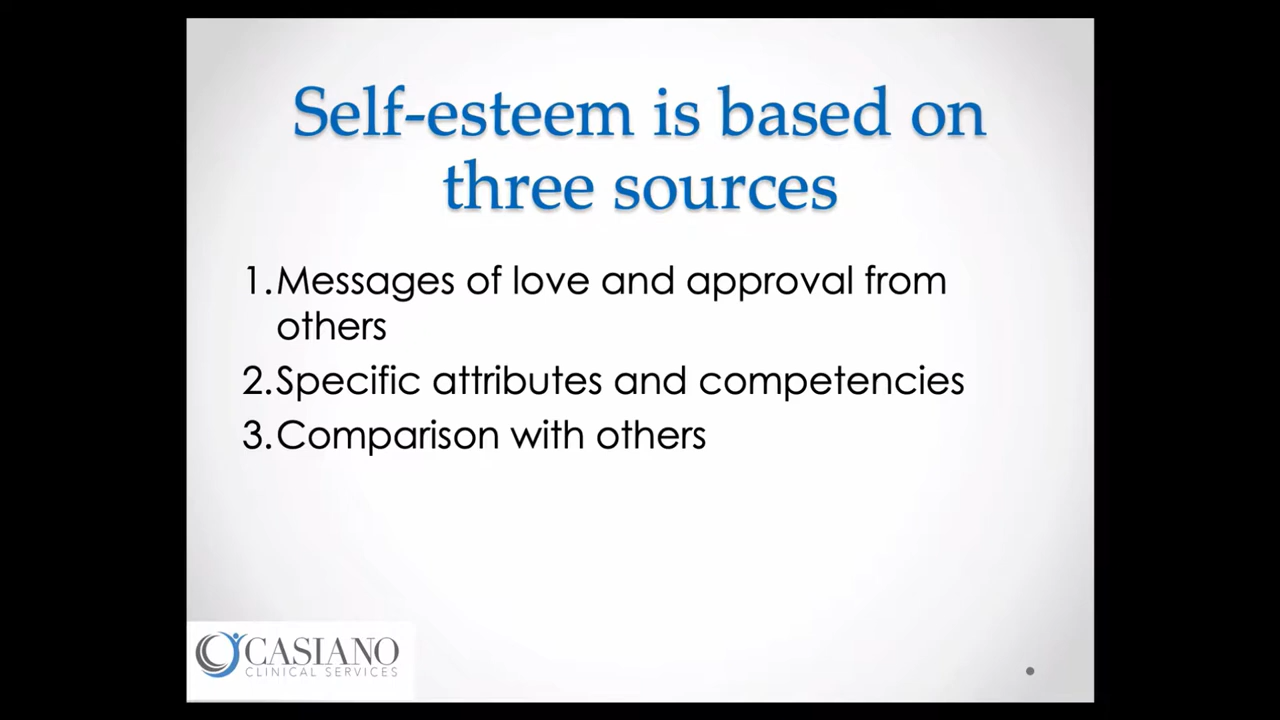 Self-esteem is based on
three sources
1. Messages of love and approval from
others
2. Specific attributes and competencies
3. Comparison with others
CASIANO
CLINICAL SERVICES